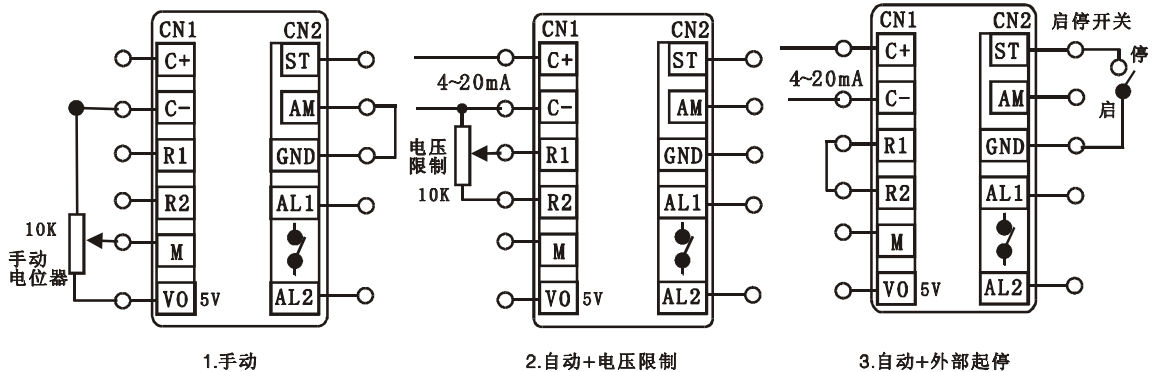 CN1
CN2
C+
ST
C-
AM
R1
GND
R2
AL1
10K
手动
电位器
M
VO
5V
AL2
1.手动
CN1
CN2
C+
ST
4~20mA
C-
AM
电压
限制
R1
GND
10K
R2
AL1
M
VO
5V
AL2
2.自动+电压限制
CN1
CN2
启停开关
C+
ST
停
4~20mA
C-
AM
启
R1
GND
R2
AL1
M
VO
5V
AL2
3.自动+外部起停